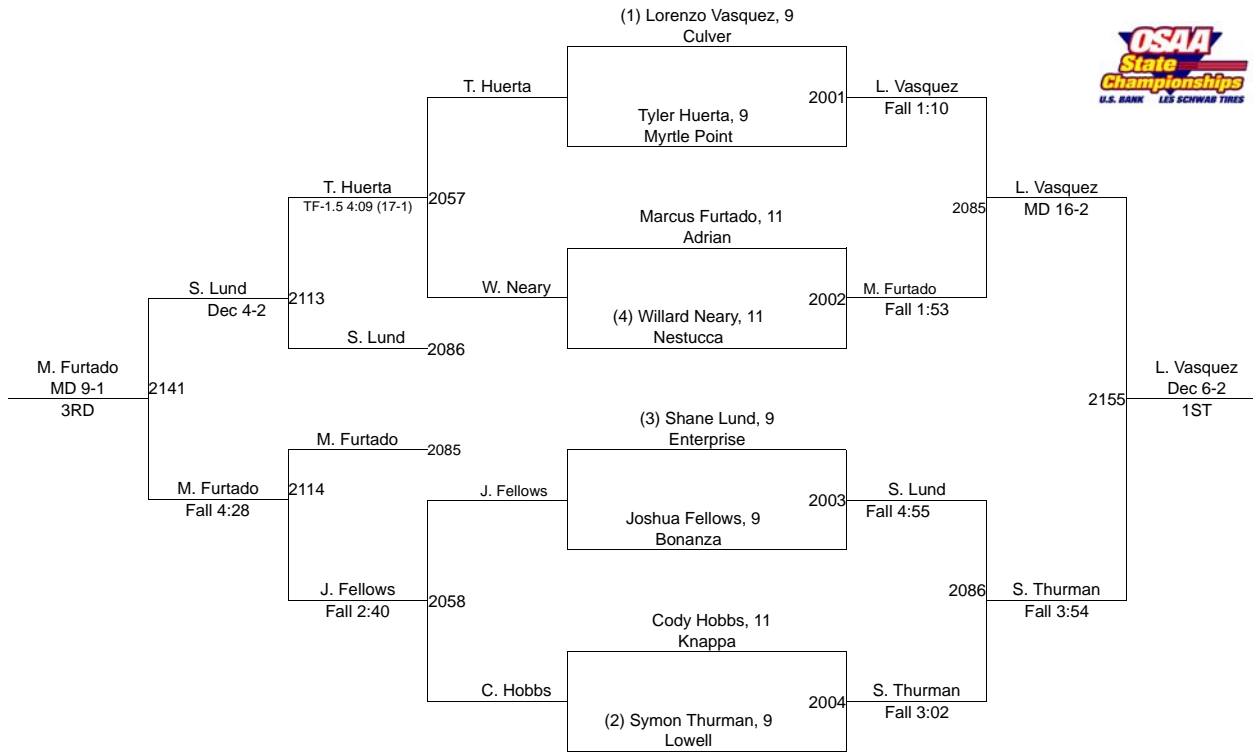 (1) Lorenzo Vasquez, 9
Culver
OSAA
State
Championships
U.S. BANK LES SCHWAB TIRES
T. Huerta
2001
L. Vasquez
Fall 1:10
Tyler Huerta, 9
Myrtle Point
T. Huerta
TF-1.5 4:09 (17-1)
2057
2085
L. Vasquez
MD 16-2
Marcus Furtado, 11
Adrian
S. Lund
Dec 4-2
2113
W. Neary
2002
M. Furtado
Fall 1:53
(4) Willard Neary, 11
Nestucca
S. Lund
2086
M. Furtado
MD 9-1
3RD
2141
2155
L. Vasquez
Dec 6-2
1ST
(3) Shane Lund, 9
Enterprise
M. Furtado
2085
M. Furtado
Fall 4:28
2114
J. Fellows
2003
S. Lund
Fall 4:55
Joshua Fellows, 9
Bonanza
J. Fellows
Fall 2:40
2058
2086
S. Thurman
Fall 3:54
Cody Hobbs, 11
Knappa
C. Hobbs
2004
S. Thurman
Fall 3:02
(2) Symon Thurman, 9
Lowell